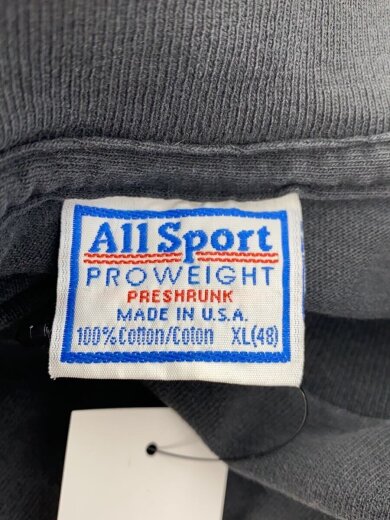 All Sport
PROWEIGHT
PRESHRUNK
MADE IN U.S.A.
100% Cotton/Coton XL(48)